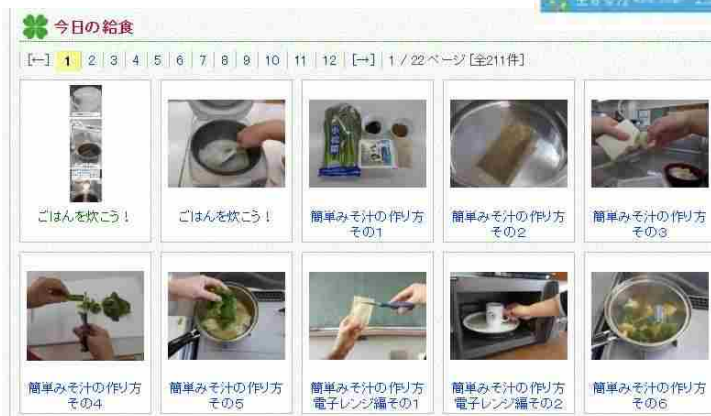 今日の給食
[←] 1 2 3 4 5 6 7 8 9 10 11 12 [→] 1 / 22 ページ [全211件]
ごはんを炊こう！
ごはんを炊こう！
簡単みそ汁の作り方
その1
簡単みそ汁の作り方
その2
簡単みそ汁の作り方
その3
簡単みそ汁の作り方
その4
簡単みそ汁の作り方
その5
簡単みそ汁の作り方
電子レンジ編その1
簡単みそ汁の作り方
電子レンジ編その2
簡単みそ汁の作り方
その6